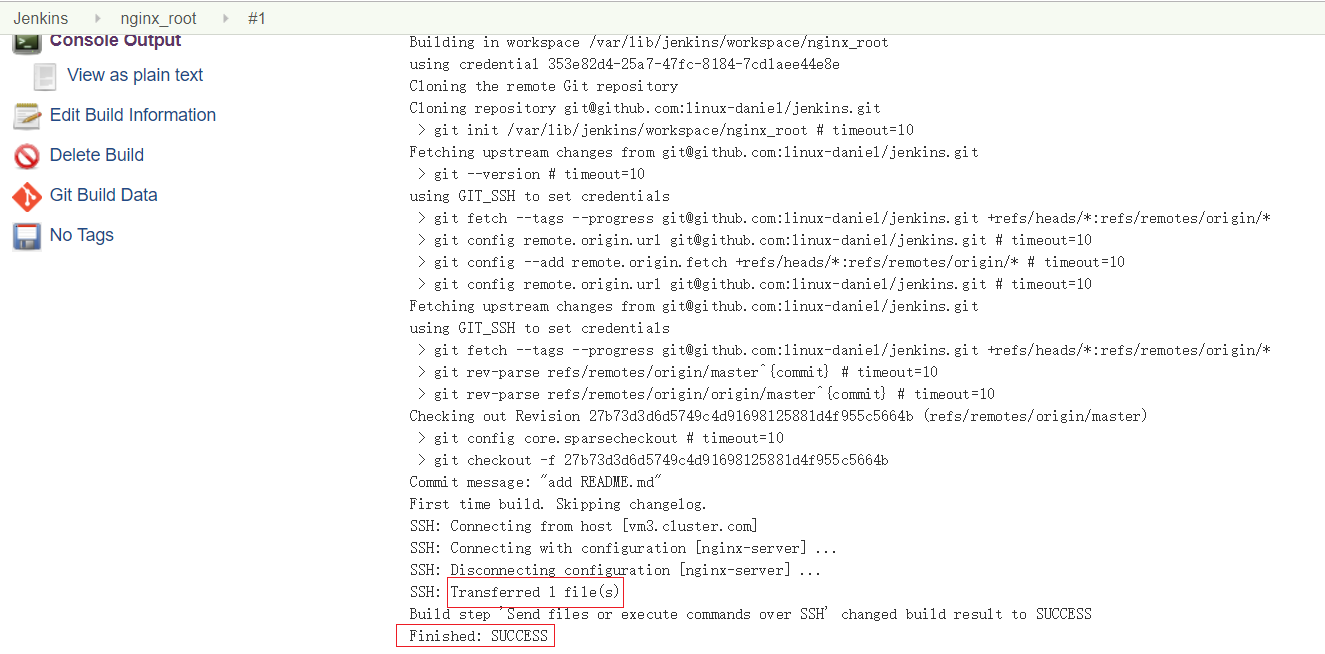 Jenkins nginx_root #1
Console Output
View as plain text
Edit Build Information
Delete Build
Git Build Data
No Tags
Building in workspace /var/lib/jenkins/workspace/nginx_root
using credential 353e82d4-25a7-47fc-8184-7cd1aee44e8e
Cloning the remote Git repository
Cloning repository git@github.com:linux-daniel/jenkins.git
> git init /var/lib/jenkins/workspace/nginx_root # timeout=10
Fetching upstream changes from git@github.com:linux-daniel/jenkins.git
> git --version # timeout=10
using GIT_SSH to set credentials
> git fetch --tags --progress git@github.com:linux-daniel/jenkins.git +refs/heads/*:refs/remotes/origin/*
> git config remote.origin.url git@github.com:linux-daniel/jenkins.git # timeout=10
> git config --add remote.origin.fetch +refs/heads/*:refs/remotes/origin/* # timeout=10
> git config remote.origin.url git@github.com:linux-daniel/jenkins.git # timeout=10
Fetching upstream changes from git@github.com:linux-daniel/jenkins.git
using GIT_SSH to set credentials
> git fetch --tags --progress git@github.com:linux-daniel/jenkins.git +refs/heads/*:refs/remotes/origin/*
> git rev-parse refs/remotes/origin/master^{commit} # timeout=10
> git rev-parse refs/remotes/origin/origin/master^{commit} # timeout=10
Checking out Revision 27b73d3d6d5749c4d91698125881d4f955c5664b (refs/remotes/origin/master)
> git config core.sparsecheckout # timeout=10
> git checkout -f 27b73d3d6d5749c4d91698125881d4f955c5664b
Commit message: "add README.md"
First time build. Skipping changelog.
SSH: Connecting from host [vm3.cluster.com]
SSH: Connecting with configuration [nginx-server] ...
SSH: Disconnecting configuration [nginx-server] ...
SSH: Transferred 1 file(s)
Build step 'Send files or execute commands over SSH' changed build result to SUCCESS
Finished: SUCCESS